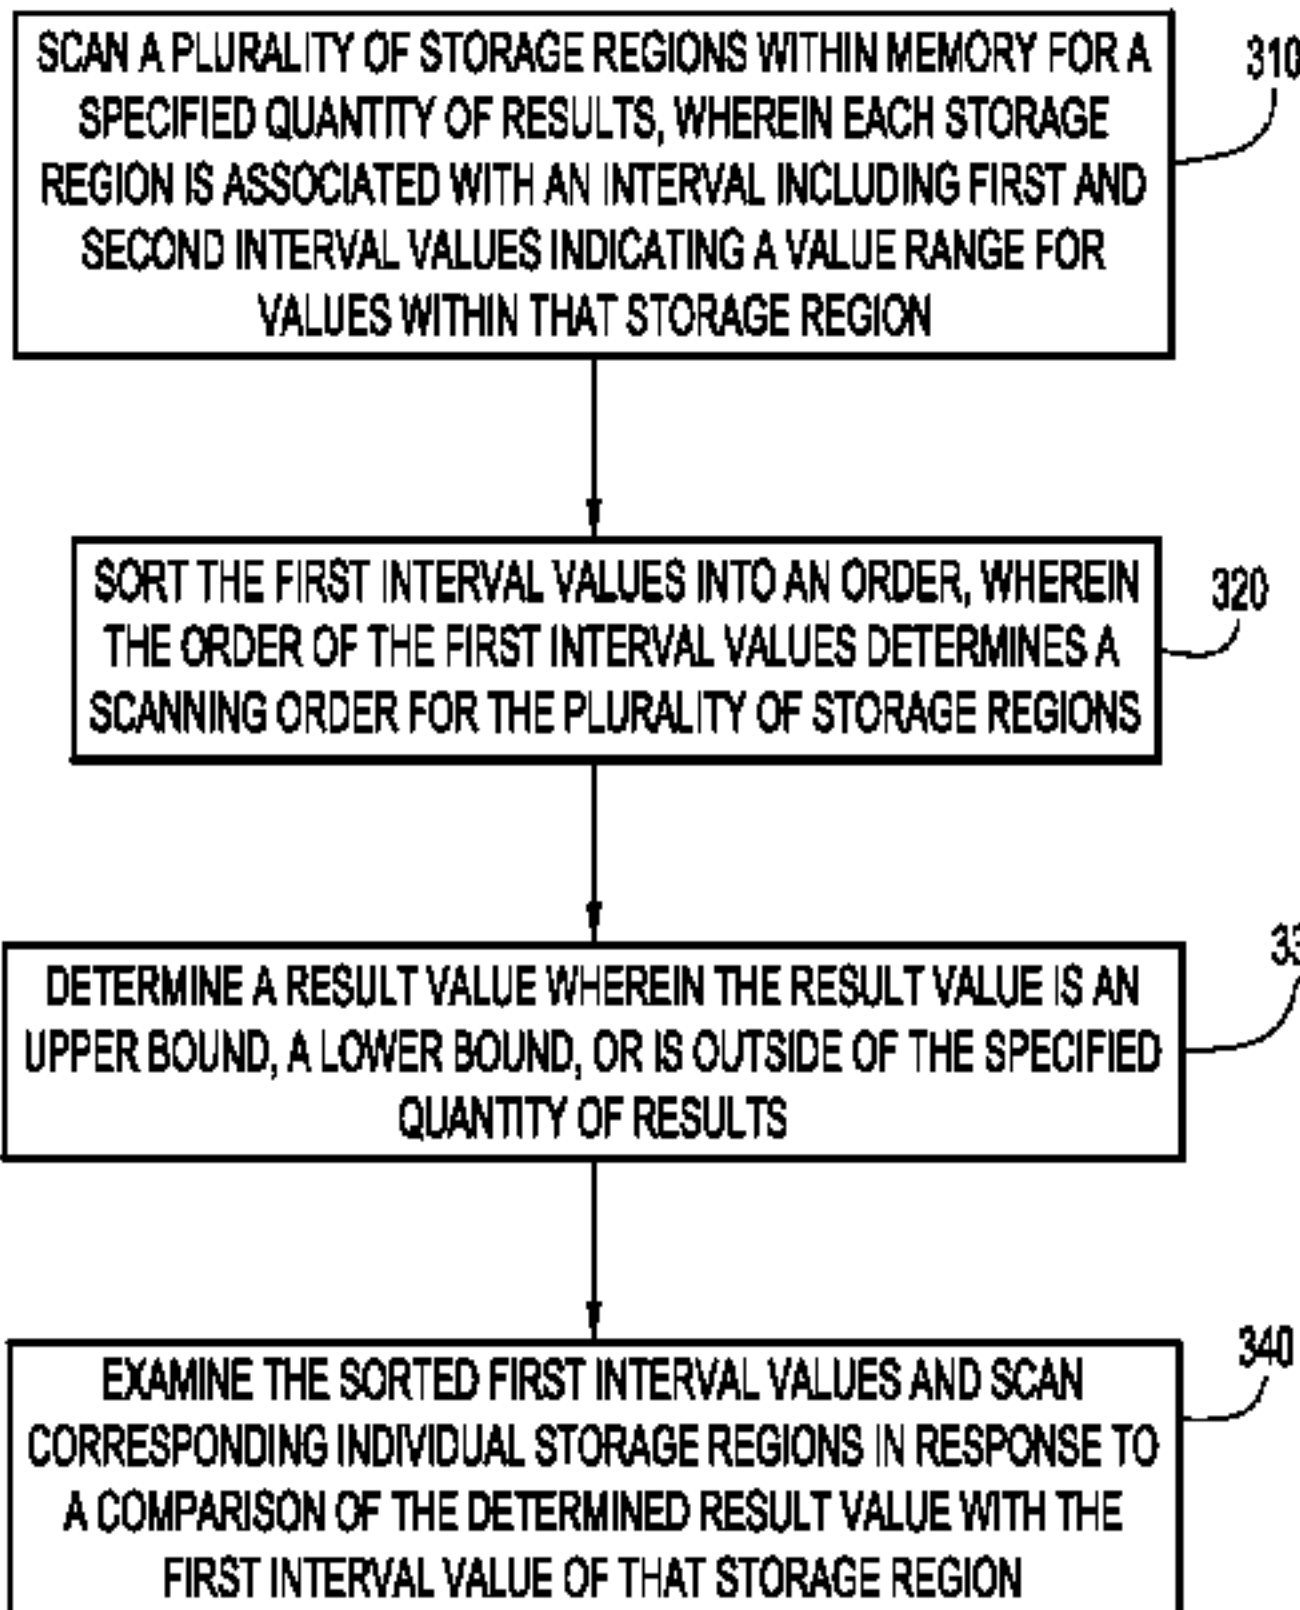 SCAN A PLURALITY OF STORAGE REGIONS WITHIN MEMORY FOR A
SPECIFIED QUANTITY OF RESULTS, WHEREIN EACH STORAGE
REGION IS ASSOCIATED WITH AN INTERVAL INCLUDING FIRST AND
SECOND INTERVAL VALUES INDICATING A VALUE RANGE FOR
VALUES WITHIN THAT STORAGE REGION
310
SORT THE FIRST INTERVAL VALUES INTO AN ORDER, WHEREIN
THE ORDER OF THE FIRST INTERVAL VALUES DETERMINES A
SCANNING ORDER FOR THE PLURALITY OF STORAGE REGIONS
320
DETERMINE A RESULT VALUE WHEREIN THE RESULT VALUE IS AN
UPPER BOUND, A LOWER BOUND, OR IS OUTSIDE OF THE SPECIFIED
QUANTITY OF RESULTS
EXAMINE THE SORTED FIRST INTERVAL VALUES AND SCAN
CORRESPONDING INDIVIDUAL STORAGE REGIONS IN RESPONSE TO
A COMPARISON OF THE DETERMINED RESULT VALUE WITH THE
FIRST INTERVAL VALUE OF THAT STORAGE REGION
340